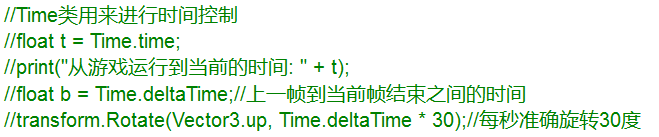 //Time类用来进行时间控制
//float t = Time.time;
//print("从游戏运行到当前的时间: " + t);
//float b = Time.deltaTime;//上一帧到当前帧结束之间的时间
//transform.Rotate(Vector3.up, Time.deltaTime * 30);//每秒准确旋转30度